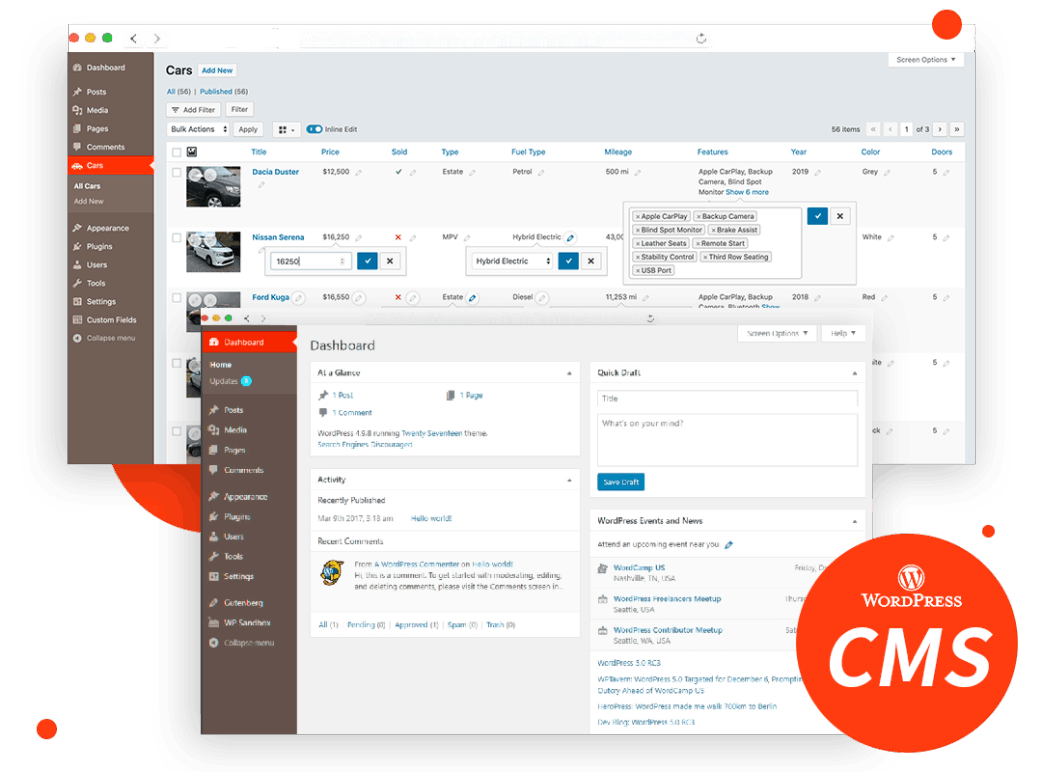 Dashboard
Posts
Media
Pages
Comments
Cars
All Cars
Add New
Appearance
Plugins
Users
Tools
Settings
Custom Fields
Collapse menu
Screen Options ▼
Cars Add New
All (56) | Published (56)
Add Filter Filter
Bulk Actions Apply Inline Edit
56 items « ‹ 1 of 3 › »
Title Price Sold Type Fuel Type Mileage Features Year Color Doors
Dacia Duster $12,500 ✓ Estate Petrol 500 mi Apple CarPlay, Backup 2019 Grey 5
Camera, Blind Spot
Monitor Show 6 more
Nissan Serena $16,250 × MPV Hybrid Electric 43,00 White 5
16250
Hybrid Electric
× Apple CarPlay × Backup Camera
× Blind Spot Monitor × Brake Assist
× Leather Seats × Remote Start
× Stability Control × Third Row Seating
× USB Port
Ford Kuga $16,550 × Estate Diesel 11,253 mi Apple CarPlay, Backup 2018 Red 5
Camera, Bluetooth Show
ite 5
ck 5
Dashboard
Home
Updates
Posts
Media
Pages
Comments
Appearance
Plugins
Users
Tools
Settings
Gutenberg
WP Sandbox
Collapse menu
Screen Options ▼ Help ▼
Dashboard
At a Glance
1 Post 1 Page
1 Comment
WordPress 4.9.8 running Twenty Seventeen theme.
Search Engines Discouraged
Activity
Recently Published
Mar 9th 2017, 3:18 am Hello world!
Recent Comments
From A WordPress Commenter on Hello world!
Hi, this is a comment. To get started with moderating, editing,
and deleting comments, please visit the Comments screen in...
All (1) | Pending (0) | Approved (1) | Spam (0) | Trash (0)
Quick Draft
Title
What's on your mind?
Save Draft
WordPress Events and News
Attend an upcoming event near you.
WordCamp US Friday, D
Nashville, TN, USA
WordPress Freelancers Meetup Thurs
Seattle, USA
WordPress Contributor Meetup Sat
Seattle, WA, USA
WordPress 5.0 RC3
WPTavern: WordPress 5.0 Targeted for December 6, Promptin
Outcry Ahead of WordCamp US
HeroPress: WordPress made me walk 700km to Berlin
Dev Blog: WordPress 5.0 RC3
WORDPRESS
CMS